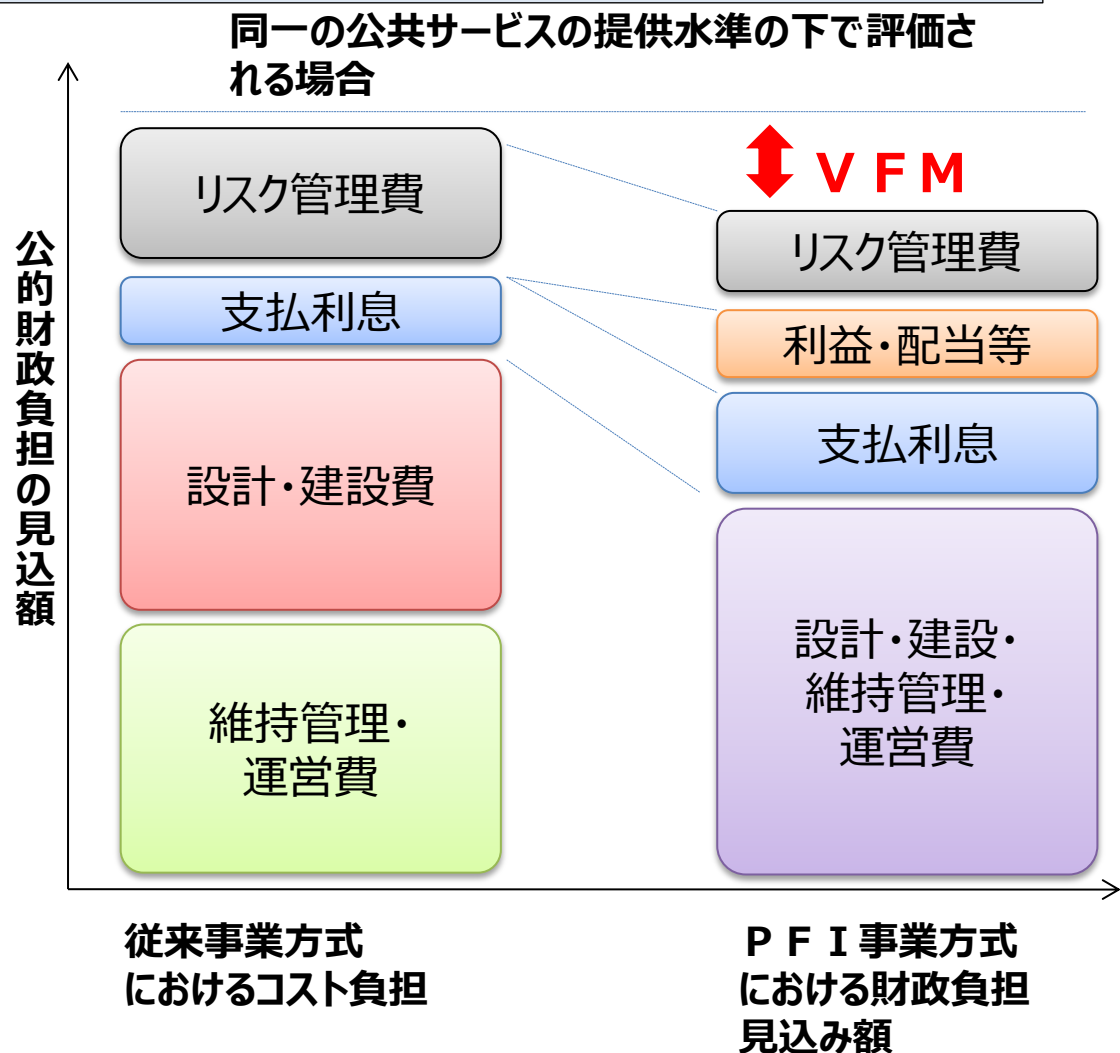 同一の公共サービスの提供水準の下で評価さ
れる場合
公的財政負担の見込額
リスク管理費
支払利息
設計・建設費
維持管理・
運営費
ＶＦＭ
リスク管理費
利益・配当等
支払利息
設計・建設・
維持管理・
運営費
従来事業方式
におけるコスト負担
ＰＦＩ事業方式
における財政負担
見込み額